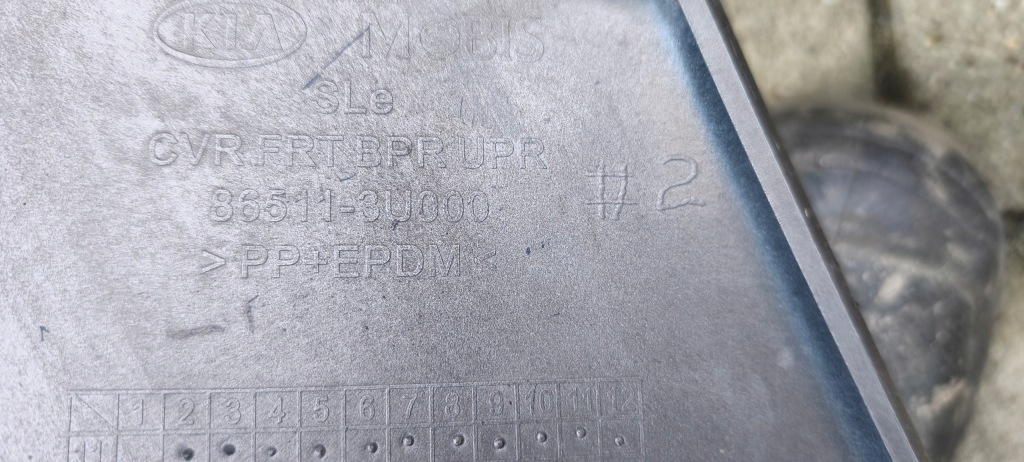 KIA MOBIS
SLe
CVR FRT BPR UPR
86511-3U000 #2
>PP+EPDM<
1 2 3 4 5 6 7 8 9 10 11 12
11